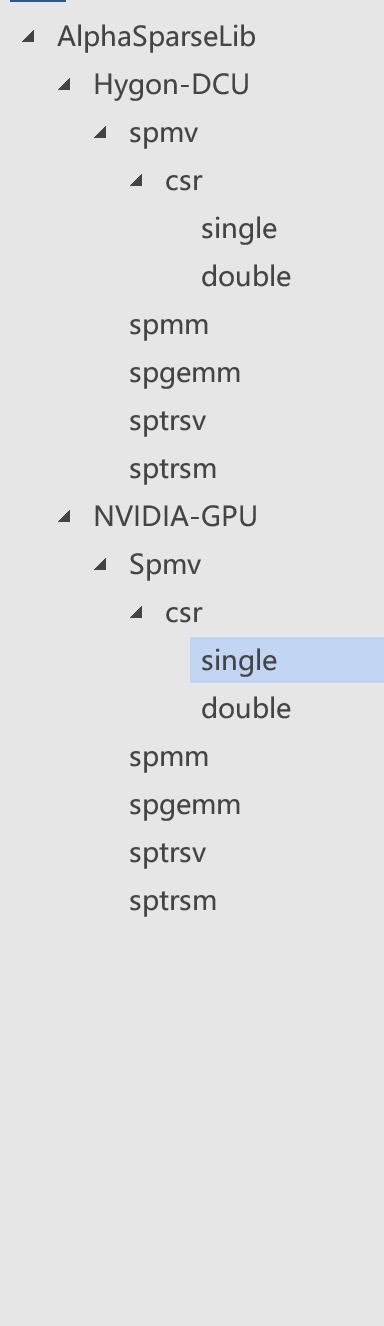 AlphaSparseLib
Hygon-DCU
spmv
csr
single
double
spmm
spgemm
sptrsv
sptrsm
NVIDIA-GPU
Spmv
csr
single
double
spmm
spgemm
sptrsv
sptrsm